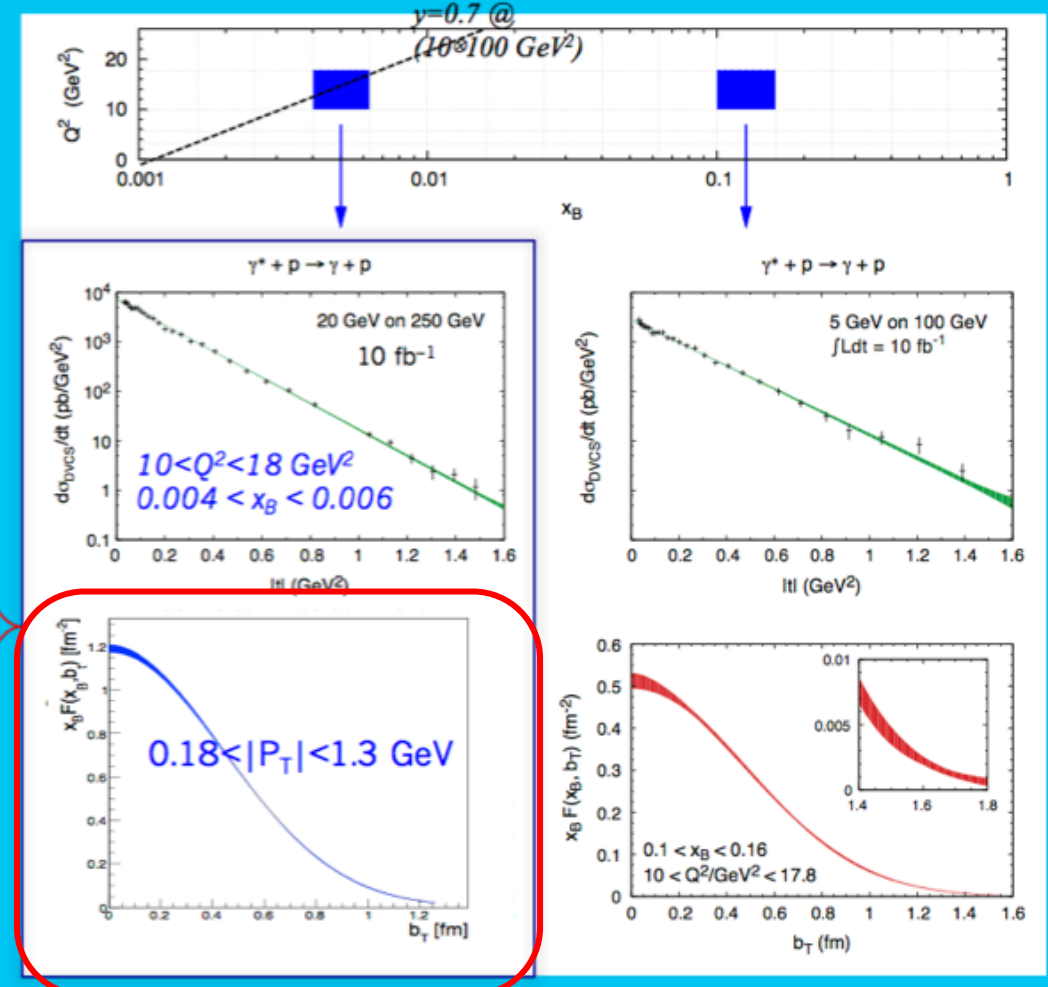 y=0.7 @
(10⊗100 GeV²)
Q² (GeV²)
20
10
0
0.001
0.01
0.1
1
x_B
γ* + p → γ + p
dσ_DVCS/dt (pb/GeV²)
10⁴
10³
10²
10
1
0.1
20 GeV on 250 GeV
10 fb⁻¹
10<Q²<18 GeV²
0.004 < x_B < 0.006
0 0.2 0.4 0.6 0.8 1 1.2 1.4 1.6
|t| (GeV²)
γ* + p → γ + p
dσ_DVCS/dt (pb/GeV²)
10⁴
10³
10²
10
1
0.1
5 GeV on 100 GeV
∫Ldt = 10 fb⁻¹
0 0.2 0.4 0.6 0.8 1 1.2 1.4 1.6
|t| (GeV²)
x_B F(x_B,b_T) [fm⁻²]
1.2
1
0.8
0.6
0.4
0.2
0
0.18<|P_T|<1.3 GeV
0 0.2 0.4 0.6 0.8 1 1.2
b_T [fm]
x_B F(x_B, b_T) (fm⁻²)
0.6
0.5
0.4
0.3
0.2
0.1
0
0.01
0.005
0
1.4 1.6 1.8
0.1 < x_B < 0.16
10 < Q²/GeV² < 17.8
0 0.2 0.4 0.6 0.8 1 1.2 1.4 1.6
b_T (fm)